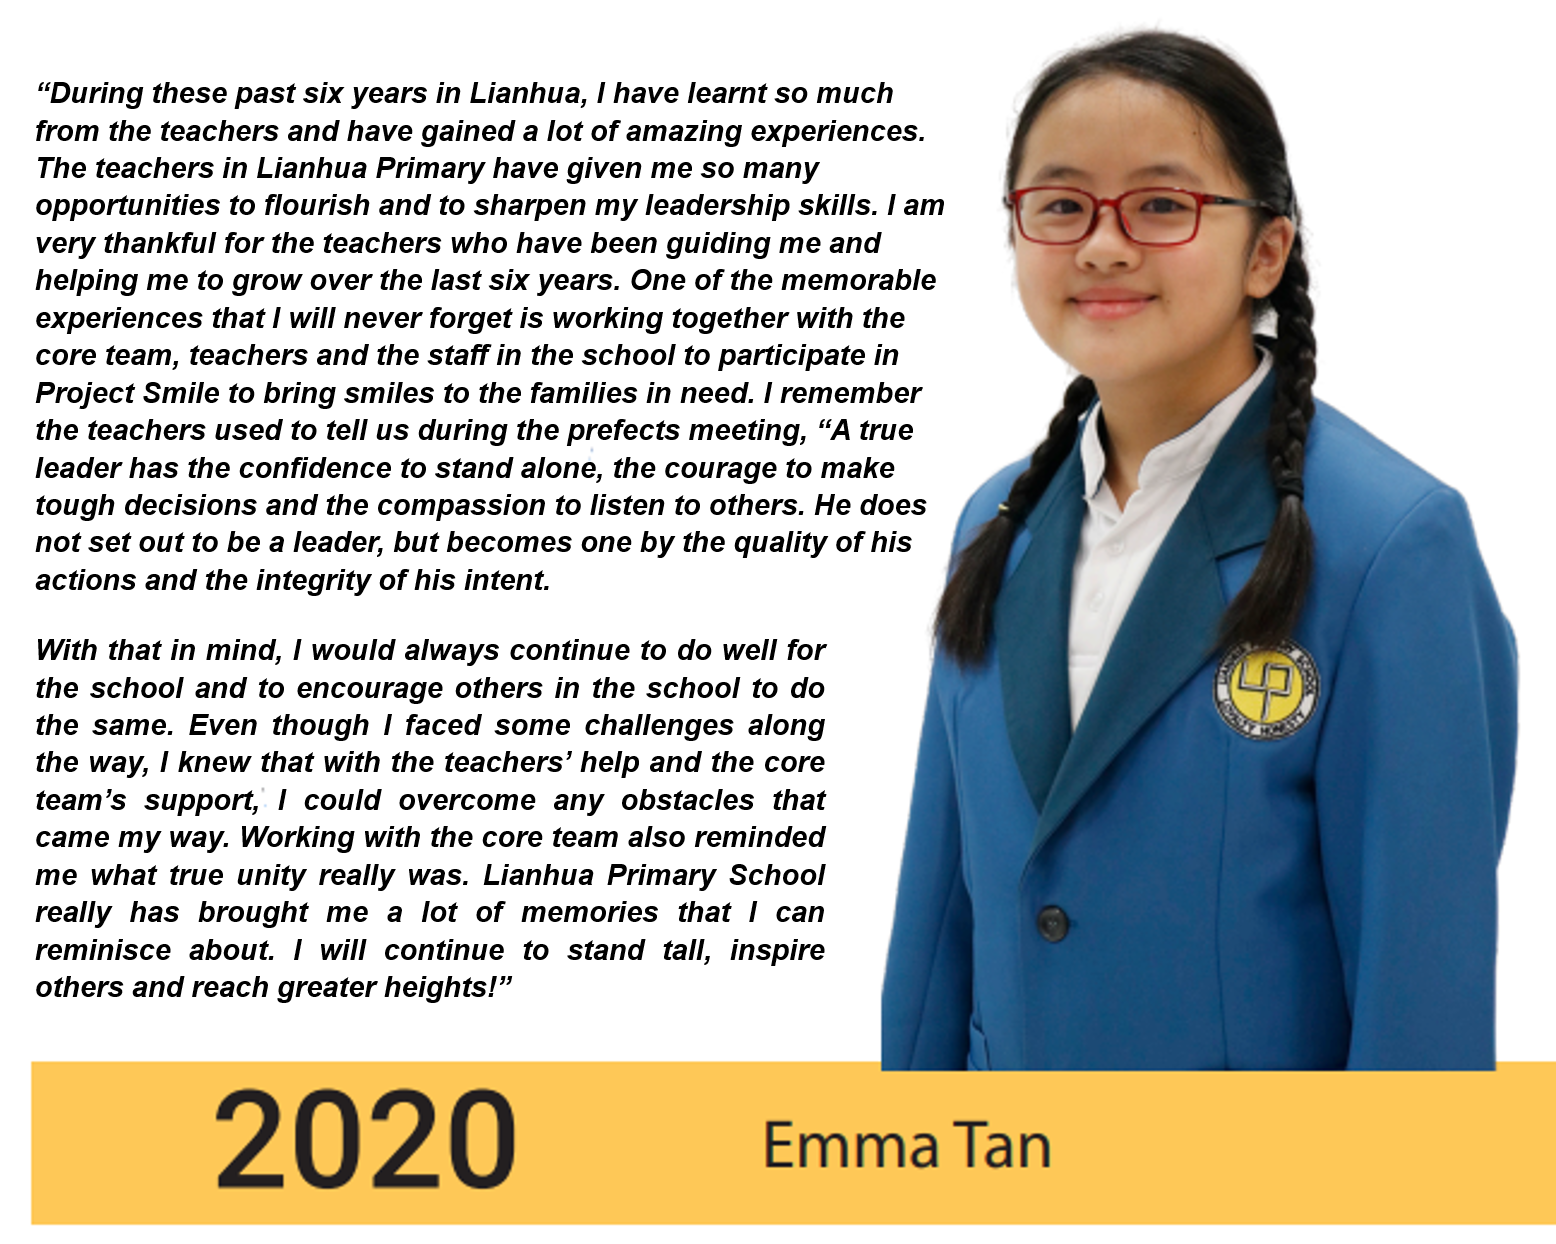 “During these past six years in Lianhua, I have learnt so much
from the teachers and have gained a lot of amazing experiences.
The teachers in Lianhua Primary have given me so many
opportunities to flourish and to sharpen my leadership skills. I am
very thankful for the teachers who have been guiding me and
helping me to grow over the last six years. One of the memorable
experiences that I will never forget is working together with the
core team, teachers and the staff in the school to participate in
Project Smile to bring smiles to the families in need. I remember
the teachers used to tell us during the prefects meeting, “A true
leader has the confidence to stand alone, the courage to make
tough decisions and the compassion to listen to others. He does
not set out to be a leader, but becomes one by the quality of his
actions and the integrity of his intent.
With that in mind, I would always continue to do well for
the school and to encourage others in the school to do
the same. Even though I faced some challenges along
the way, I knew that with the teachers’ help and the core
team’s support, I could overcome any obstacles that
came my way. Working with the core team also reminded
me what true unity really was. Lianhua Primary School
really has brought me a lot of memories that I can
reminisce about. I will continue to stand tall, inspire
others and reach greater heights!”
SCHOOL
LOYALTY HONESTY
2020
Emma Tan